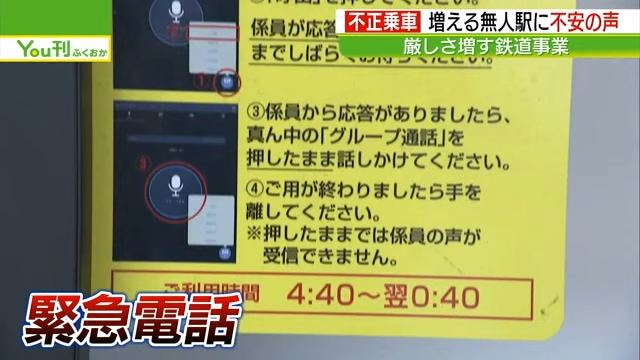 You刊
ふくおか
不正乗車 増える無人駅に不安の声
厳しさ増す鉄道事業
係員が応答
までしばらくお待ちください。
③係員から応答がありましたら、
真ん中の「グループ通話」を
押したまま話しかけてください。
④ご用が終わりましたら手を
離してください。
※押したままでは係員の声が
受信できません。
ご利用時間 4:40～翌0:40
緊急電話